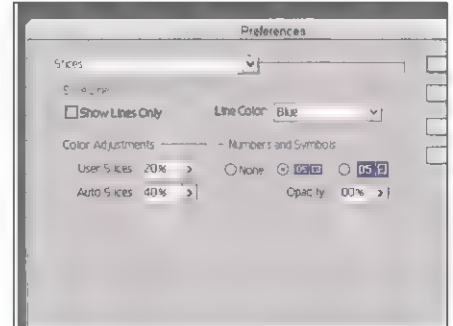 Preferences
Slices
Show Lines Only Line Color: Blue
Color Adjustments Numbers and Symbols
User Slices 20% None 05
Auto Slices 40% Opacity